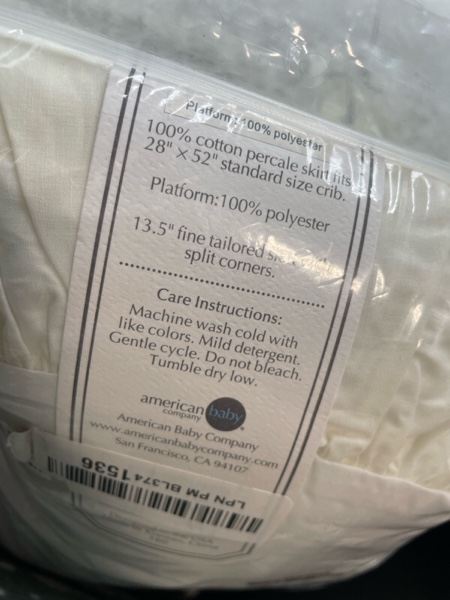 Platform: 100% polyester
100% cotton percale skirt fits
28" X 52" standard size crib.
Platform:100% polyester
13.5" fine tailored
split corners.
Care Instructions:
Machine wash cold with
like colors. Mild detergent.
Gentle cycle. Do not bleach.
Tumble dry low.
american baby
company
American Baby Company
www.americanbabycompany.com
San Francisco, CA 94107
LPN PM BL3741536